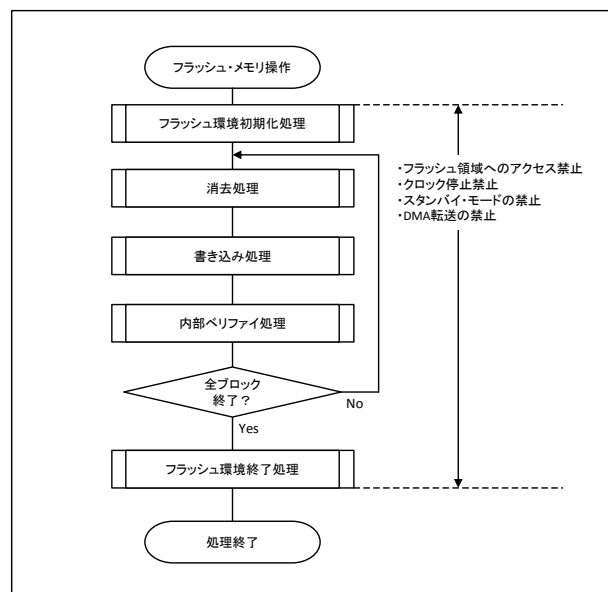 フラッシュ・メモリ操作
フラッシュ環境初期化処理
・フラッシュ領域へのアクセス禁止
・クロック停止禁止
・スタンバイ・モードの禁止
・DMA転送の禁止
消去処理
書き込み処理
内部ベリファイ処理
全ブロック
終了？
No
Yes
フラッシュ環境終了処理
処理終了